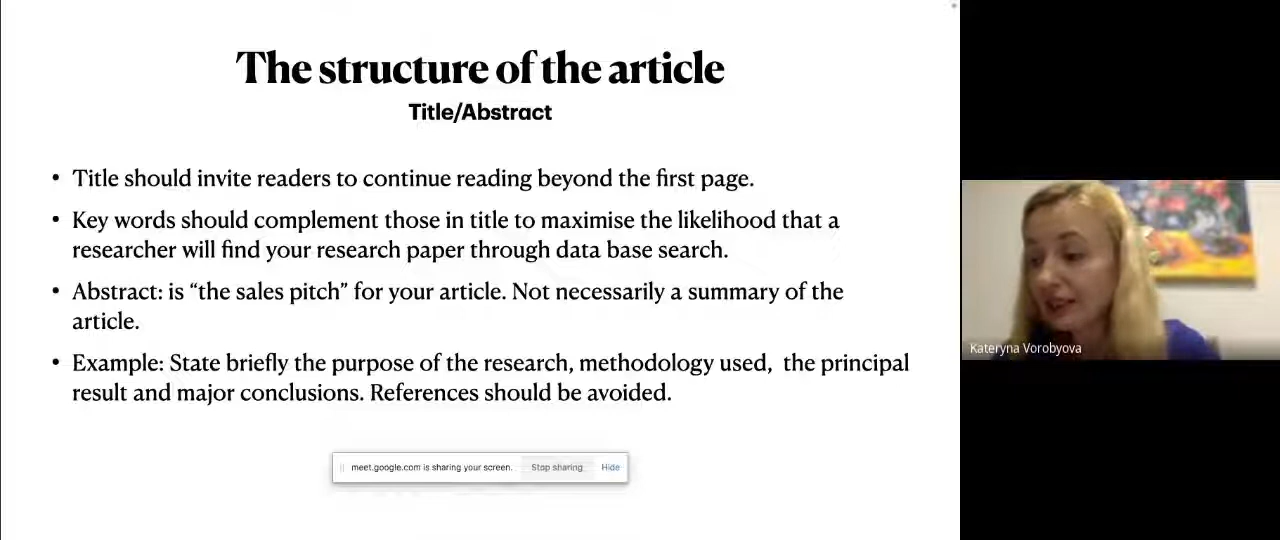 The structure of the article
Title/Abstract
• Title should invite readers to continue reading beyond the first page.
• Key words should complement those in title to maximise the likelihood that a
researcher will find your research paper through data base search.
• Abstract: is “the sales pitch” for your article. Not necessarily a summary of the
article.
• Example: State briefly the purpose of the research, methodology used,  the principal
result and major conclusions. References should be avoided.
meet.google.com is sharing your screen. Stop sharing Hide
Kateryna Vorobyova